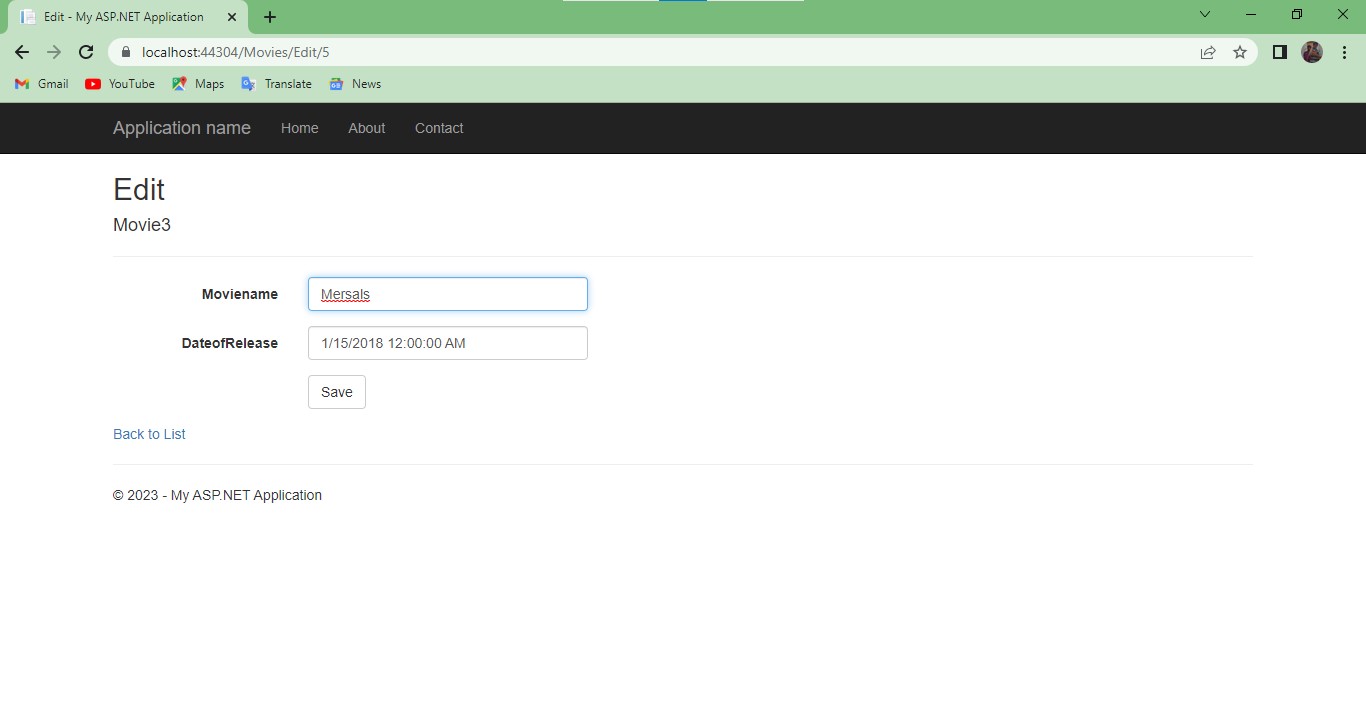 Edit - My ASP.NET Application
localhost:44304/Movies/Edit/5
Gmail YouTube Maps Translate News
Application name Home About Contact
Edit
Movie3
Moviename Mersals
DateofRelease 1/15/2018 12:00:00 AM
Save
Back to List
© 2023 - My ASP.NET Application